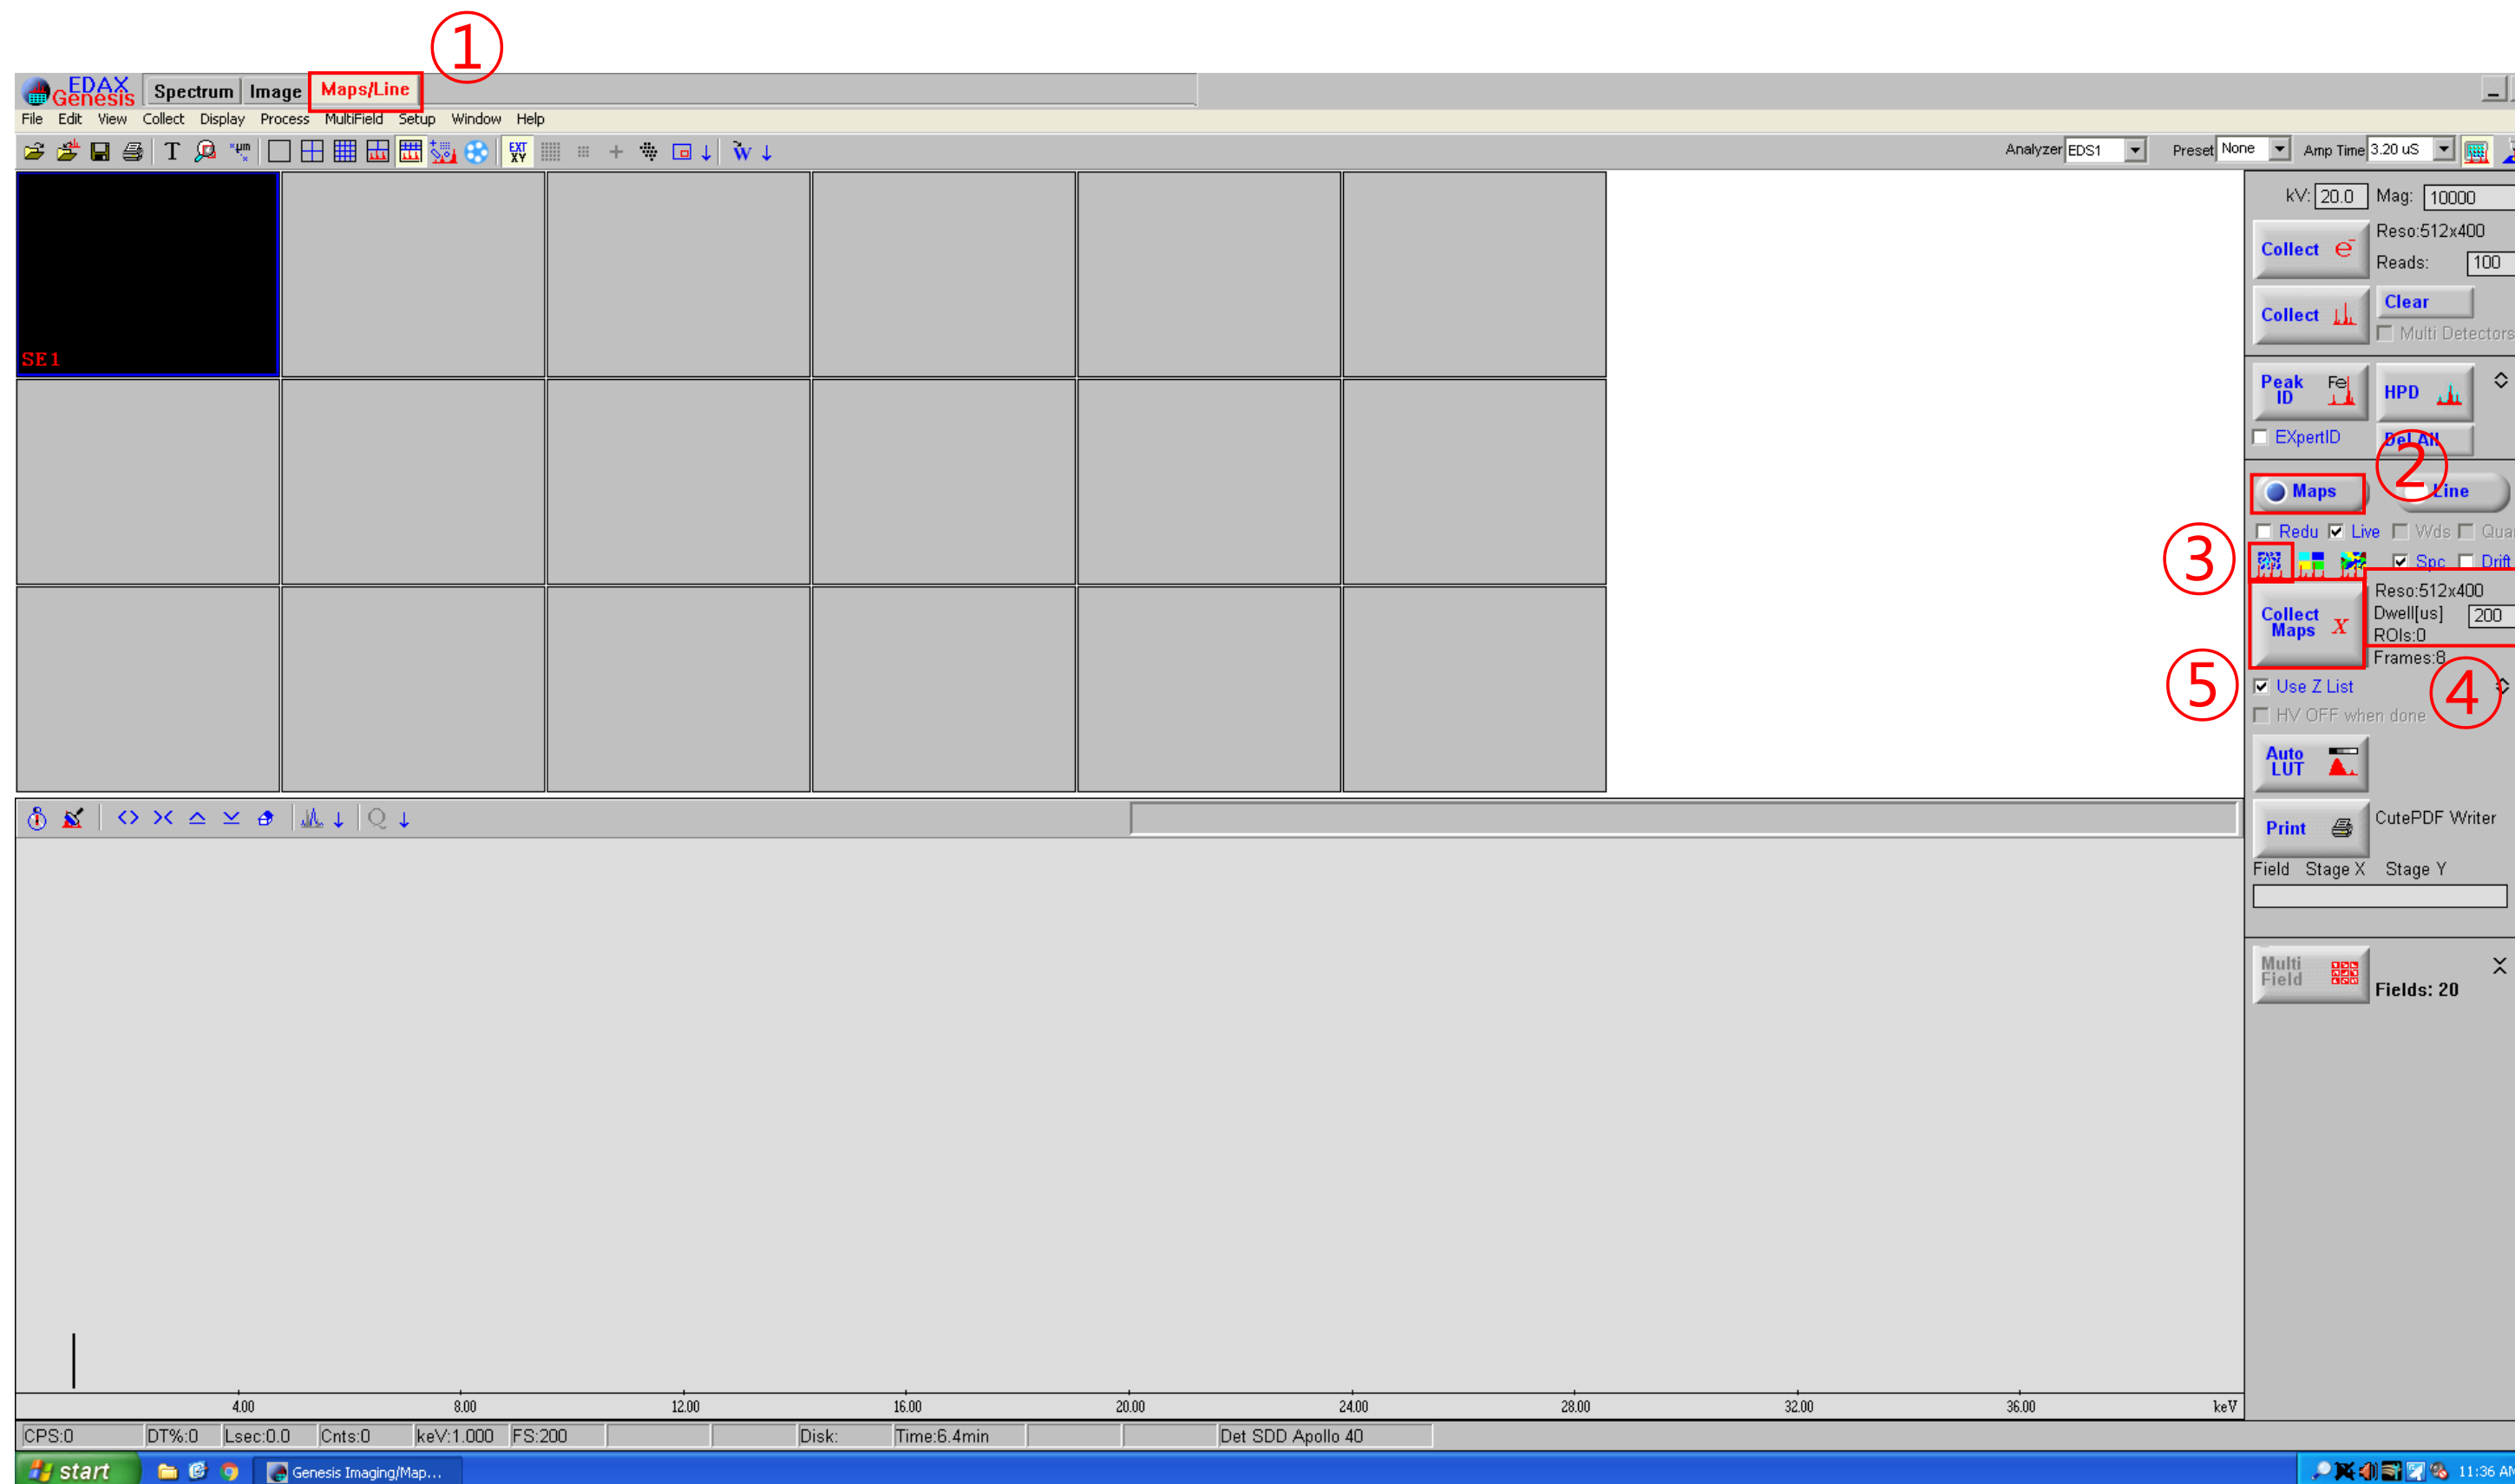 ①
EDAX Genesis Spectrum Image Maps/Line
File Edit View Collect Display Process MultiField Setup Window Help
T EXT XY Analyzer EDS1 Preset None Amp Time 3.20 uS
SE1
kV: 20.0 Mag: 10000
Collect e⁻ Reso:512x400
Reads: 100
Collect Clear
Multi Detectors
Peak ID Fe HPD
EXpertID Del All
②
Maps Line
Redu Live Wds
③
Spc Drift
Collect Maps x
Reso:512x400
Dwell[us] 200
ROIs:0
Frames:8
⑤
④
Use Z List
HV OFF when done
Auto LUT
Print CutePDF Writer
Field Stage X Stage Y
Multi Field
Fields: 20
Q
4.00 8.00 12.00 16.00 20.00 24.00 28.00 32.00 36.00 keV
CPS:0 DT%:0 Lsec:0.0 Cnts:0 keV:1.000 FS:200 Disk: Time:6.4min Det SDD Apollo 40
start Genesis Imaging/Map... 11:36 AM